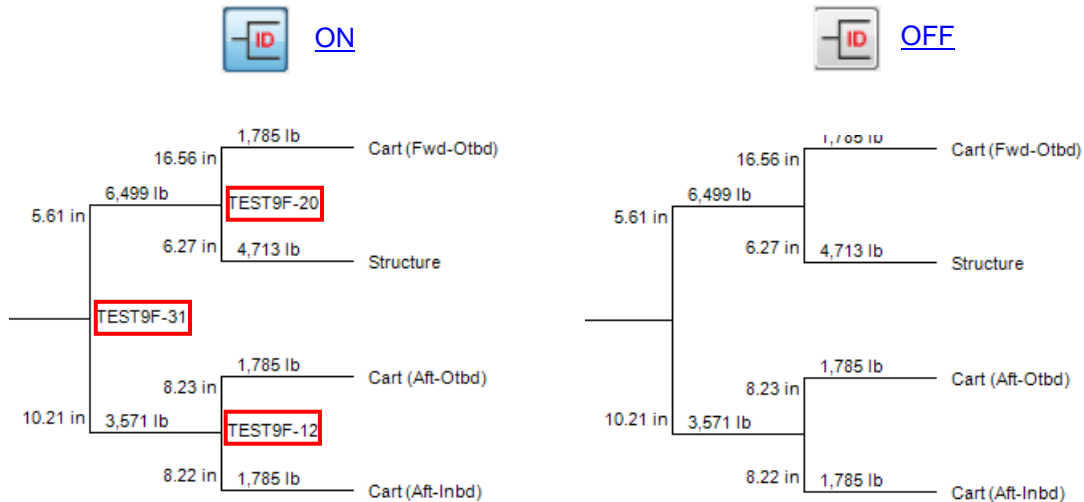 ID ON
ID OFF
1,785 lb
Cart (Fwd-Otbd)
16.56 in
6,499 lb
TEST9F-20
5.61 in
6.27 in
4,713 lb
Structure
TEST9F-31
1,785 lb
Cart (Aft-Otbd)
8.23 in
10.21 in
3,571 lb
TEST9F-12
8.22 in
1,785 lb
Cart (Aft-Inbd)
1,785 lb
Cart (Fwd-Otbd)
16.56 in
6,499 lb
5.61 in
6.27 in
4,713 lb
Structure
1,785 lb
Cart (Aft-Otbd)
8.23 in
10.21 in
3,571 lb
8.22 in
1,785 lb
Cart (Aft-Inbd)